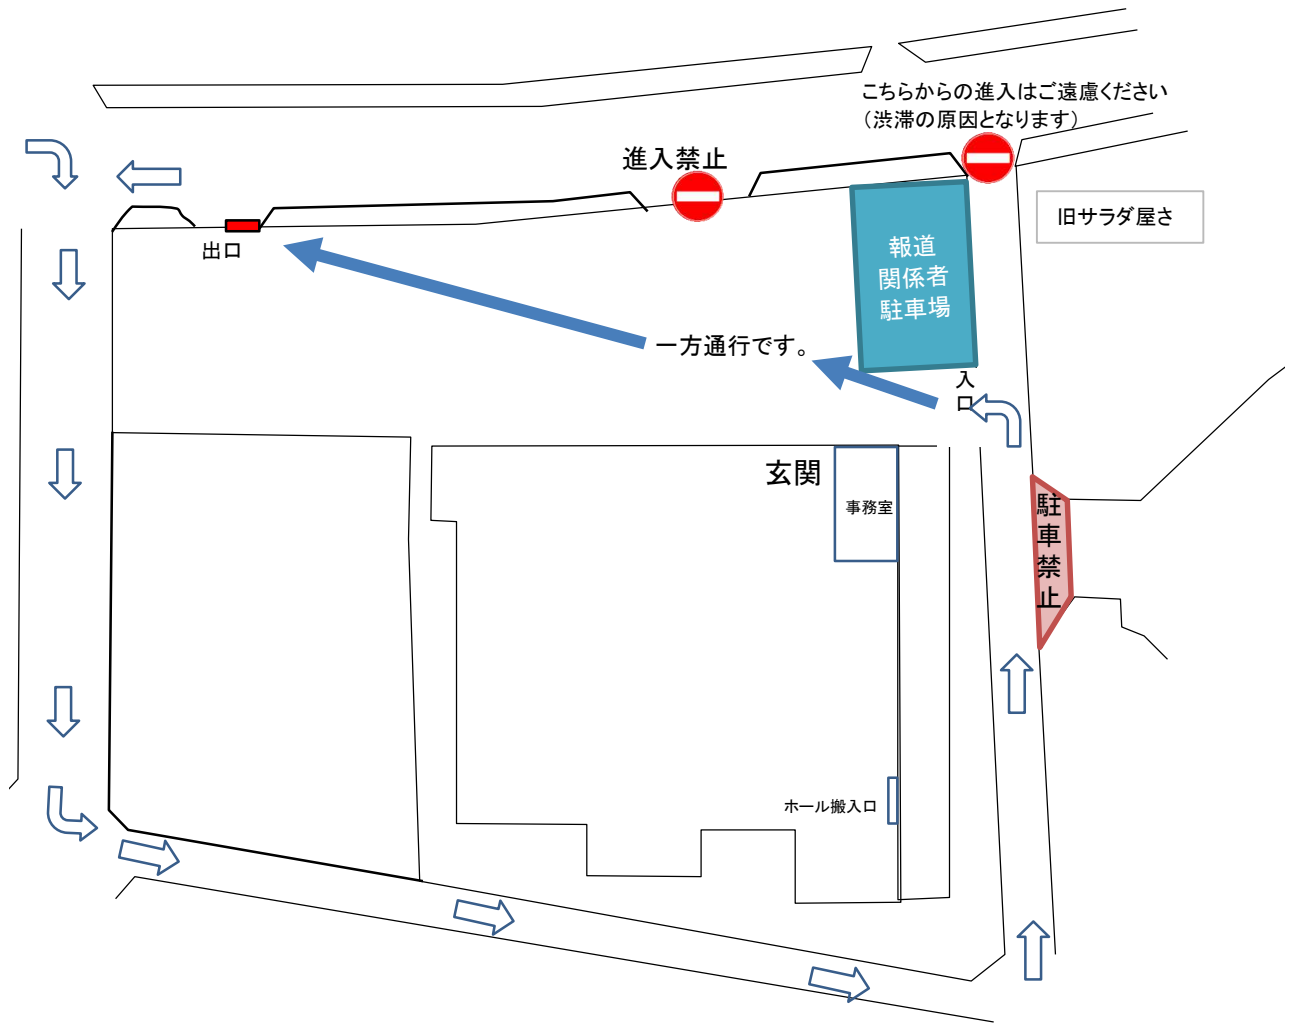 こちらからの進入はご遠慮ください
（渋滞の原因となります）
進入禁止
旧サラダ屋さ
出口
報道
関係者
駐車場
一方通行です。
入口
玄関
事務室
駐車禁止
ホール搬入口